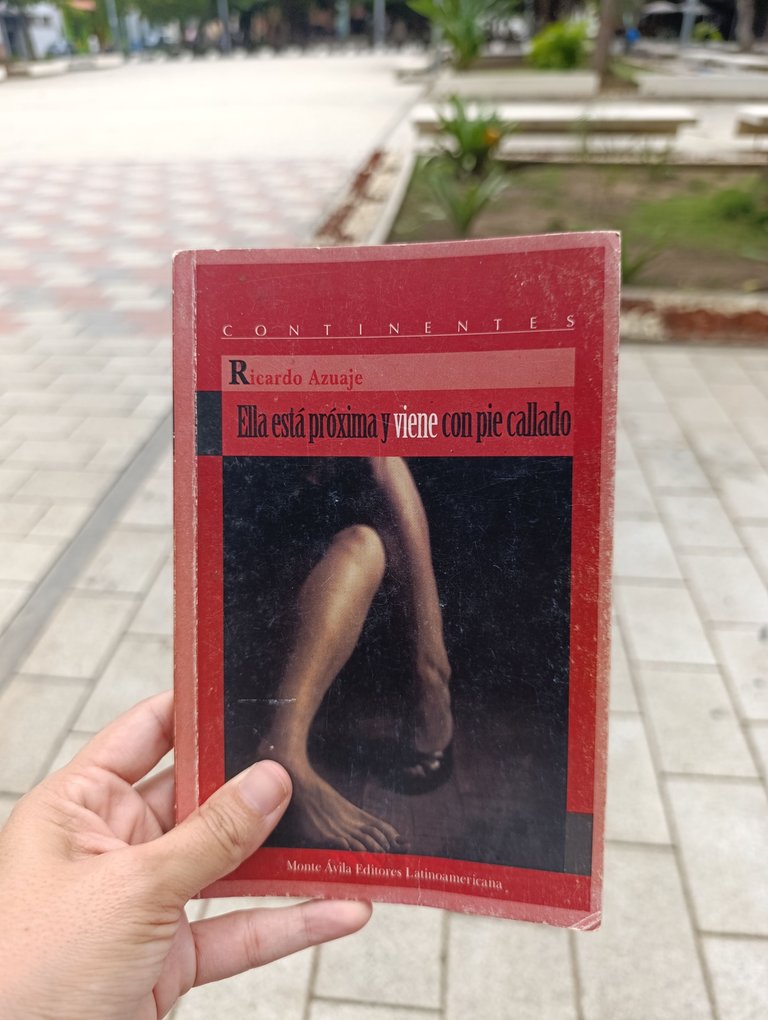 CONTINENTES
Ricardo Azuaje
Ella está próxima y viene con pie callado
Monte Ávila Editores Latinoamericana